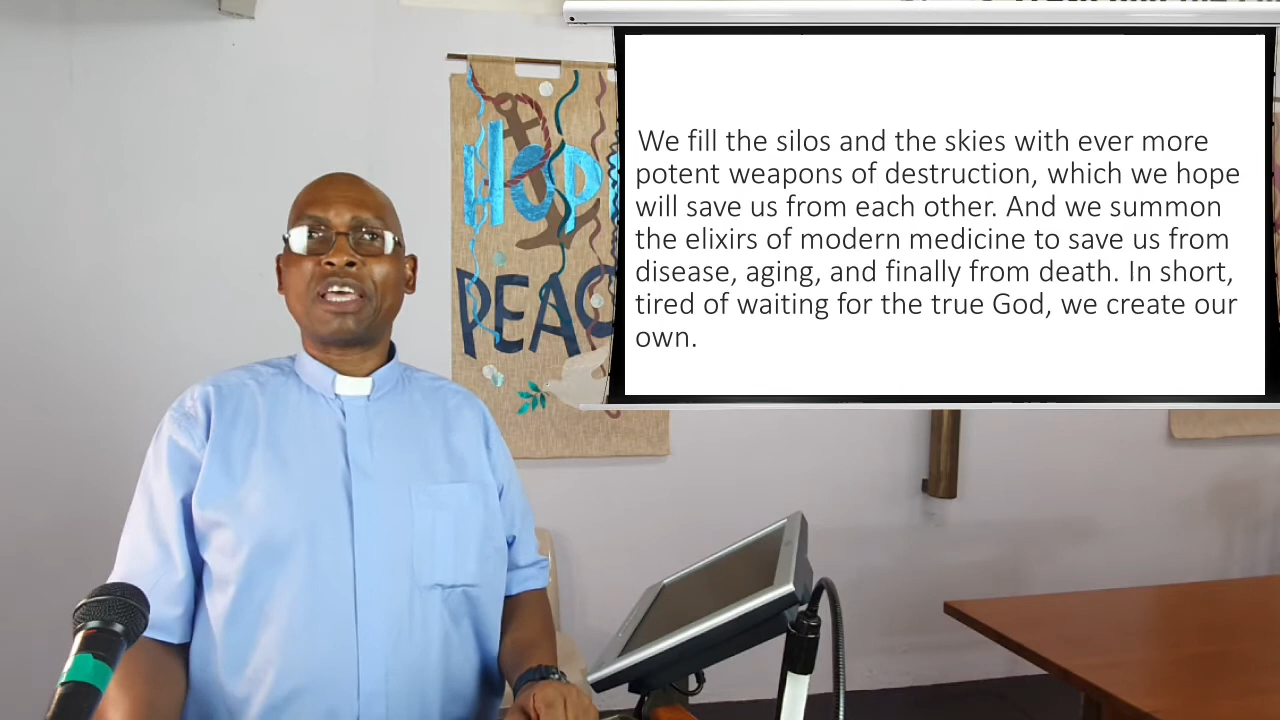 HOPE
PEAC
We fill the silos and the skies with ever more
potent weapons of destruction, which we hope
will save us from each other. And we summon
the elixirs of modern medicine to save us from
disease, aging, and finally from death. In short,
tired of waiting for the true God, we create our
own.